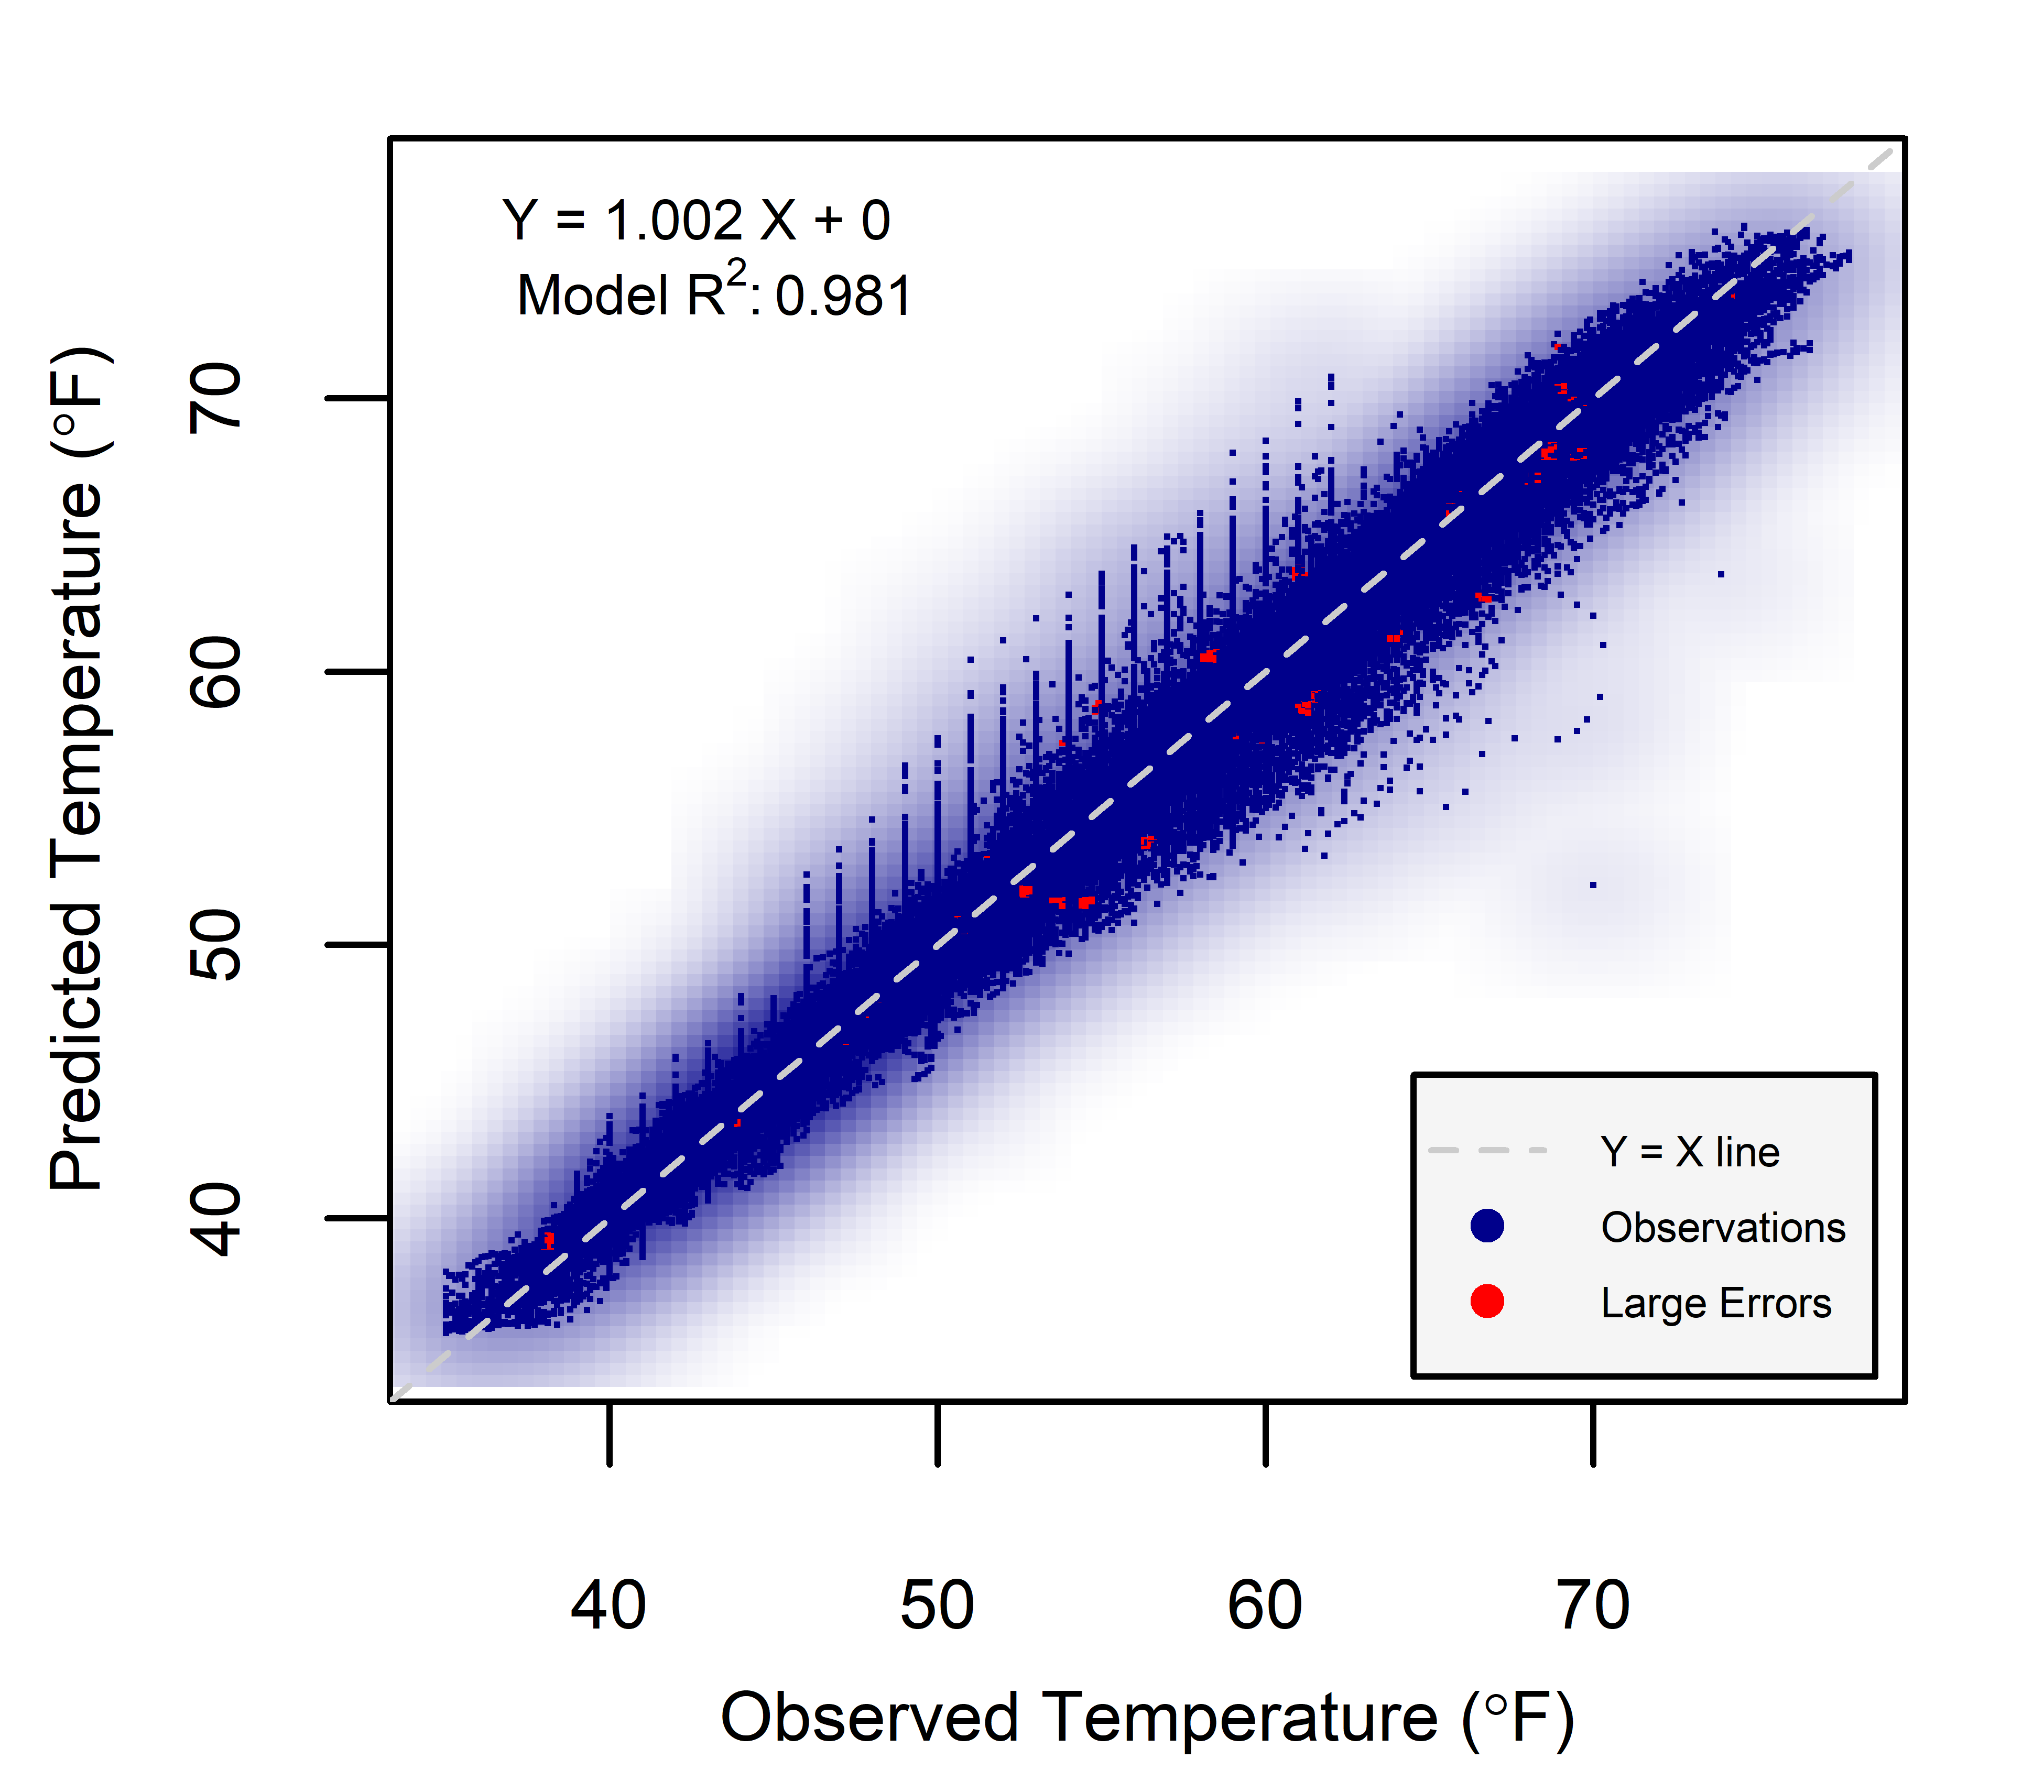 Y = 1.002 X + 0
Model R²: 0.981
Predicted Temperature (°F)
70
60
50
40
Y = X line
Observations
Large Errors
40 50 60 70
Observed Temperature (°F)